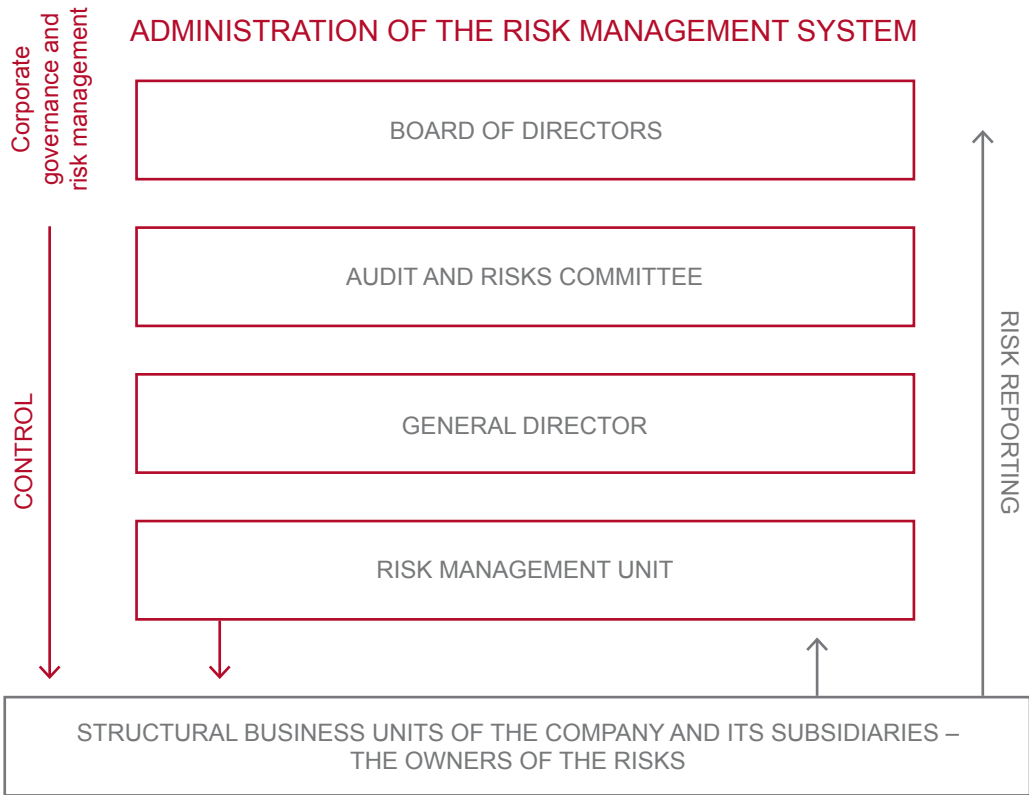 ADMINISTRATION OF THE RISK MANAGEMENT SYSTEM
Corporate
governance and
risk management
BOARD OF DIRECTORS
AUDIT AND RISKS COMMITTEE
GENERAL DIRECTOR
RISK MANAGEMENT UNIT
CONTROL
RISK REPORTING
STRUCTURAL BUSINESS UNITS OF THE COMPANY AND ITS SUBSIDIARIES –
THE OWNERS OF THE RISKS